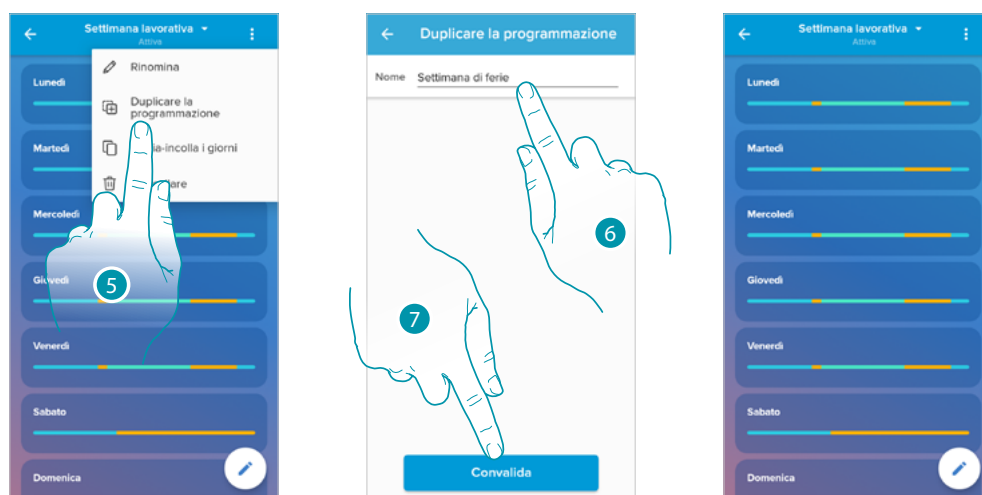 Settimana lavorativa
Attiva
Rinomina
Lunedì
Duplicare la
programmazione
Martedì
ia-incolla i giorni
are
Mercoledì
Giovedì
5
Venerdì
Sabato
Domenica
Duplicare la programmazione
Nome Settimana di ferie
6
7
Convalida
Settimana lavorativa
Attiva
Lunedì
Martedì
Mercoledì
Giovedì
Venerdì
Sabato
Domenica